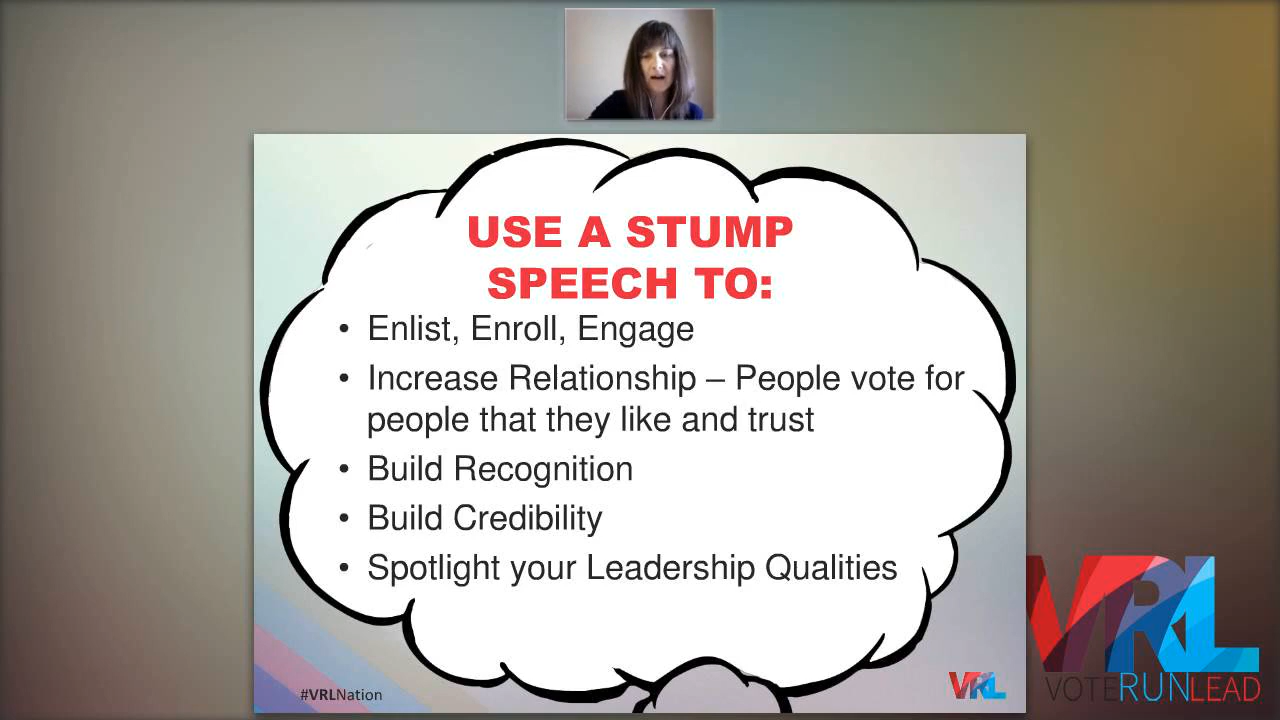 USE A STUMP
SPEECH TO:
• Enlist, Enroll, Engage
• Increase Relationship – People vote for
people that they like and trust
• Build Recognition
• Build Credibility
• Spotlight your Leadership Qualities
#VRLNation
VRL
VRL
VOTERUNLEAD